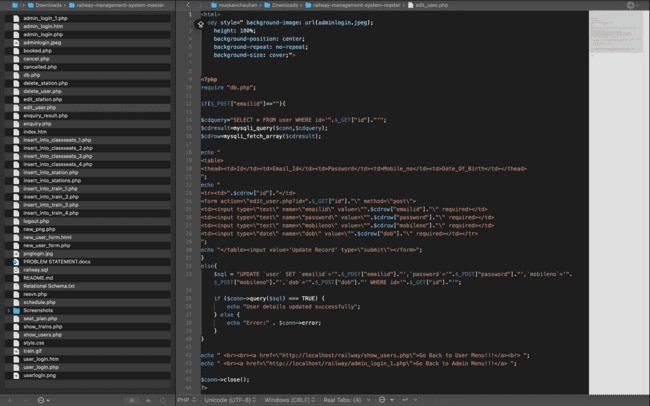 Downloads > railway-management-system-master
muskanchauhan > Downloads > railway-management-system-master > edit_user.php
admin_login_1.php
admin_login.htm
admin_login.php
adminlogin.jpeg
booked.php
cancel.php
cancelled.php
db.php
delete_station.php
delete_user.php
edit_station.php
edit_user.php
enquiry_result.php
enquiry.php
index.htm
insert_into_classseats_1.php
insert_into_classseats_2.php
insert_into_classseats_3.php
insert_into_classseats_4.php
insert_into_station.php
insert_into_stations.php
insert_into_train_1.php
insert_into_train_2.php
insert_into_train_3.php
insert_into_train_4.php
logout.php
new_png.php
new_user_form.html
new_user_form.php
pnglogin.jpg
PROBLEM STATEMENT.docx
railway.sql
README.md
Relational Schema.txt
resvn.php
schedule.php
Screenshots
seat_plan.php
show_trains.php
show_users.php
style.css
train.gif
user_login.htm
user_login.php
userlogin.png
1 <html>
ody style=" background-image: url(adminlogin.jpeg);
height: 100%;
background-position: center;
background-repeat: no-repeat;
background-size: cover;">
<?php
require "db.php";
if($_POST["emailid"]==""){
$cdquery="SELECT * FROM user WHERE id='".$_GET["id"]."'";
$cdresult=mysqli_query($conn,$cdquery);
$cdrow=mysqli_fetch_array($cdresult);
echo "
<table>
<thead><td>Id</td><td>Email_Id</td><td>Password</td><td>Mobile_no</td><td>Date_Of_Birth</td></thead>
";
echo "
<tr><td>".$cdrow["id"]."</td>
<form action=\"edit_user.php?id=".$_GET["id"]."\" method=\"post\">
<td><input type=\"text\" name=\"emailid\" value=\"".$cdrow["emailid"]."\" required></td>
<td><input type=\"text\" name=\"password\" value=\"".$cdrow["password"]."\" required></td>
<td><input type=\"text\" name=\"mobileno\" value=\"".$cdrow["mobileno"]."\" required></td>
<td><input type=\"date\" name=\"dob\" value=\"".$cdrow["dob"]."\" required></td></tr>
";
echo "</table><input value='Update Record' type=\"submit\"></form>";
}
else{
$sql = "UPDATE `user` SET `emailid`='".$_POST["emailid"]."',`password`='".$_POST["password"]."',`mobileno`='".
$_POST["mobileno"]."',`dob`='".$_POST["dob"]."' WHERE id='".$_GET["id"]."'";
if ($conn->query($sql) === TRUE) {
echo "User details updated successfully";
} else {
echo "Error:" . $conn->error;
}
}
echo " <br><br><a href=\"http://localhost/railway/show_users.php\">Go Back to User Menu!!!</a><br> ";
echo " <br><br><a href=\"http://localhost/railway/admin_login_1.php\">Go Back to Admin Menu!!!</a> ";
$conn->close();
?>
PHP Unicode (UTF-8) Windows (CRLF) Real Tabs: (4) edit_user.php